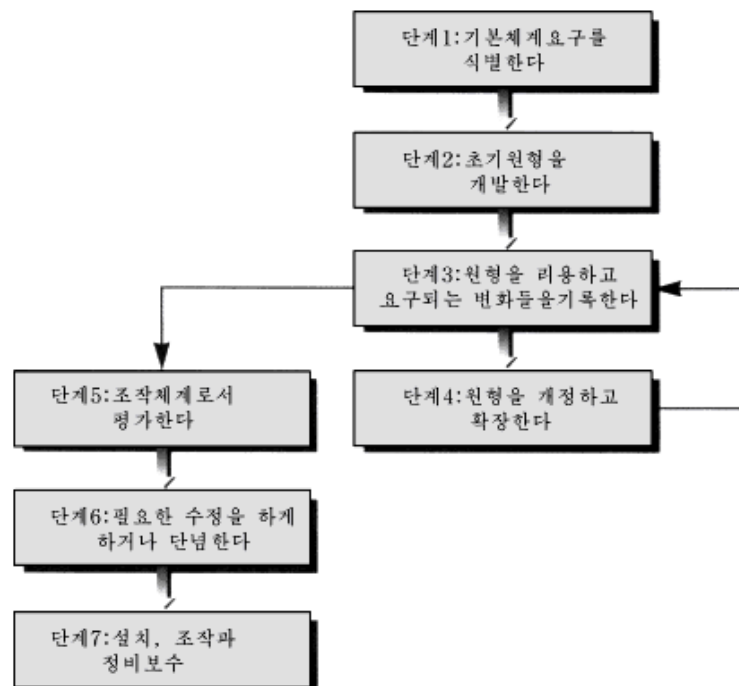 단계1:기본체계요구를
식별한다
단계2:초기원형을
개발한다
단계3:원형을 리용하고
요구되는 변화들을기록한다
단계4:원형을 개정하고
확장한다
단계5:조작체계로서
평가한다
단계6:필요한 수정을 하게
하거나 단념한다
단계7:설치, 조작과
정비보수